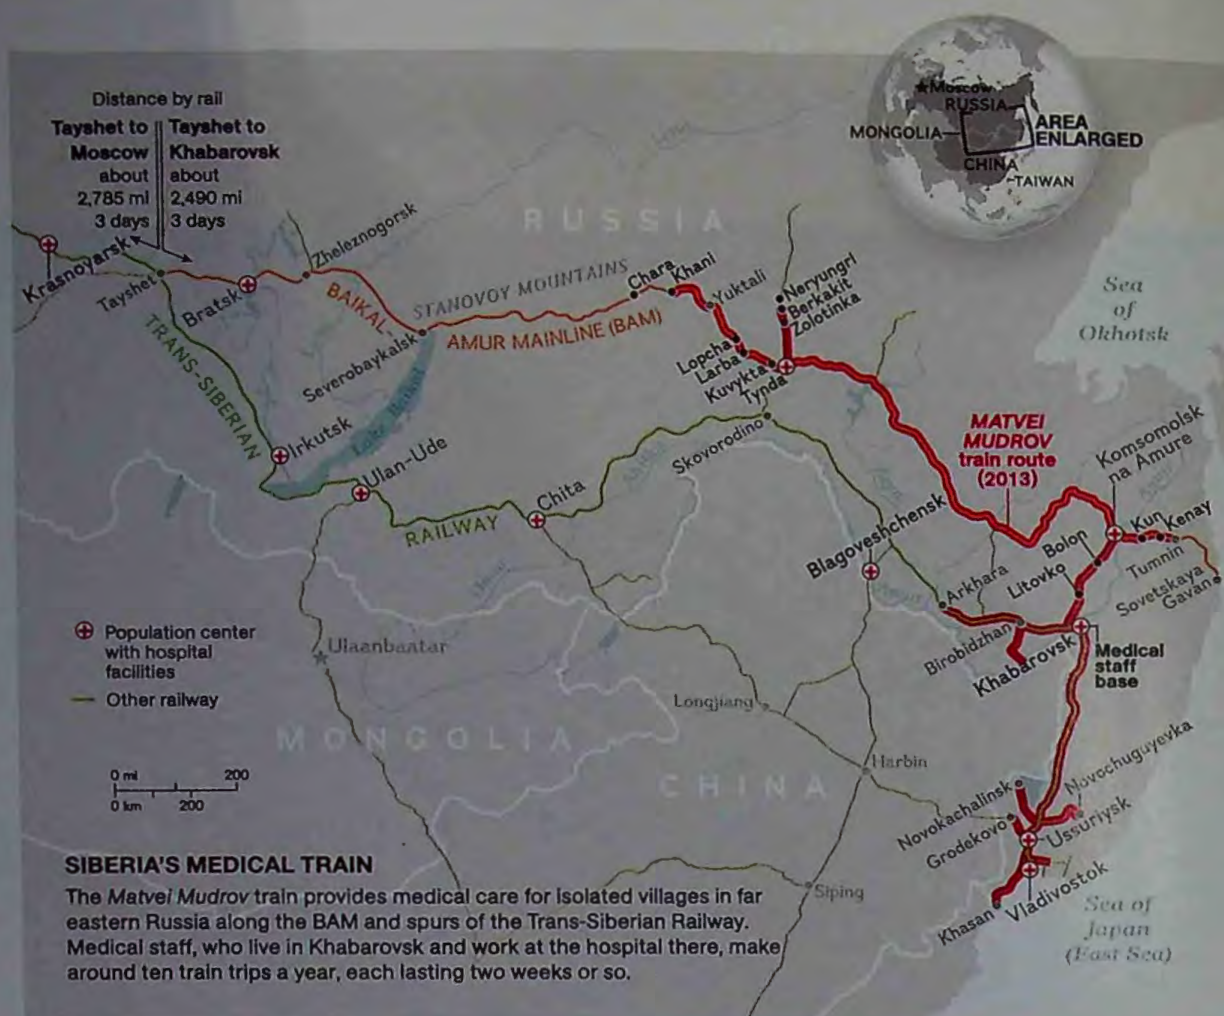 Distance by rail
Tayshet to
Moscow
about
2,785 mi
3 days
Tayshet to
Khabarovsk
about
2,490 mi
3 days
★Moscow
RUSSIA
MONGOLIA
CHINA
TAIWAN
AREA
ENLARGED
RUSSIA
Sea
of
Okhotsk
Krasnoyarsk
Tayshet
Bratsk
Zheleznogorsk
BAIKAL-
AMUR MAINLINE (BAM)
STANOVOY MOUNTAINS
Severobaykalsk
Lake Baikal
Chara
Khani
Yuktali
Neryungri
Berkakit
Zolotinka
Lopcha
Larba
Kuvykta
Tynda
TRANS-SIBERIAN
RAILWAY
Irkutsk
Ulan-Ude
Chita
Skovorodino
MATVEI
MUDROV
train route
(2013)
Komsomolsk
na Amure
Blagoveshchensk
Arkhara
Bolon
Litovko
Kun
Kenay
Tumnin
Sovetskaya
Gavan
Birobidzhan
Khabarovsk
Medical
staff
base
Population center
with hospital
facilities
Other railway
0 mi 200
0 km 200
Ulaanbaatar
MONGOLIA
CHINA
Longjiang
Harbin
Siping
Novokachalinsk
Grodekovo
Novochuguyevka
Ussuriysk
Khasan
Vladivostok
Sea of
Japan
(East Sea)
SIBERIA'S MEDICAL TRAIN
The Matvei Mudrov train provides medical care for isolated villages in far
eastern Russia along the BAM and spurs of the Trans-Siberian Railway.
Medical staff, who live in Khabarovsk and work at the hospital there, make
around ten train trips a year, each lasting two weeks or so.